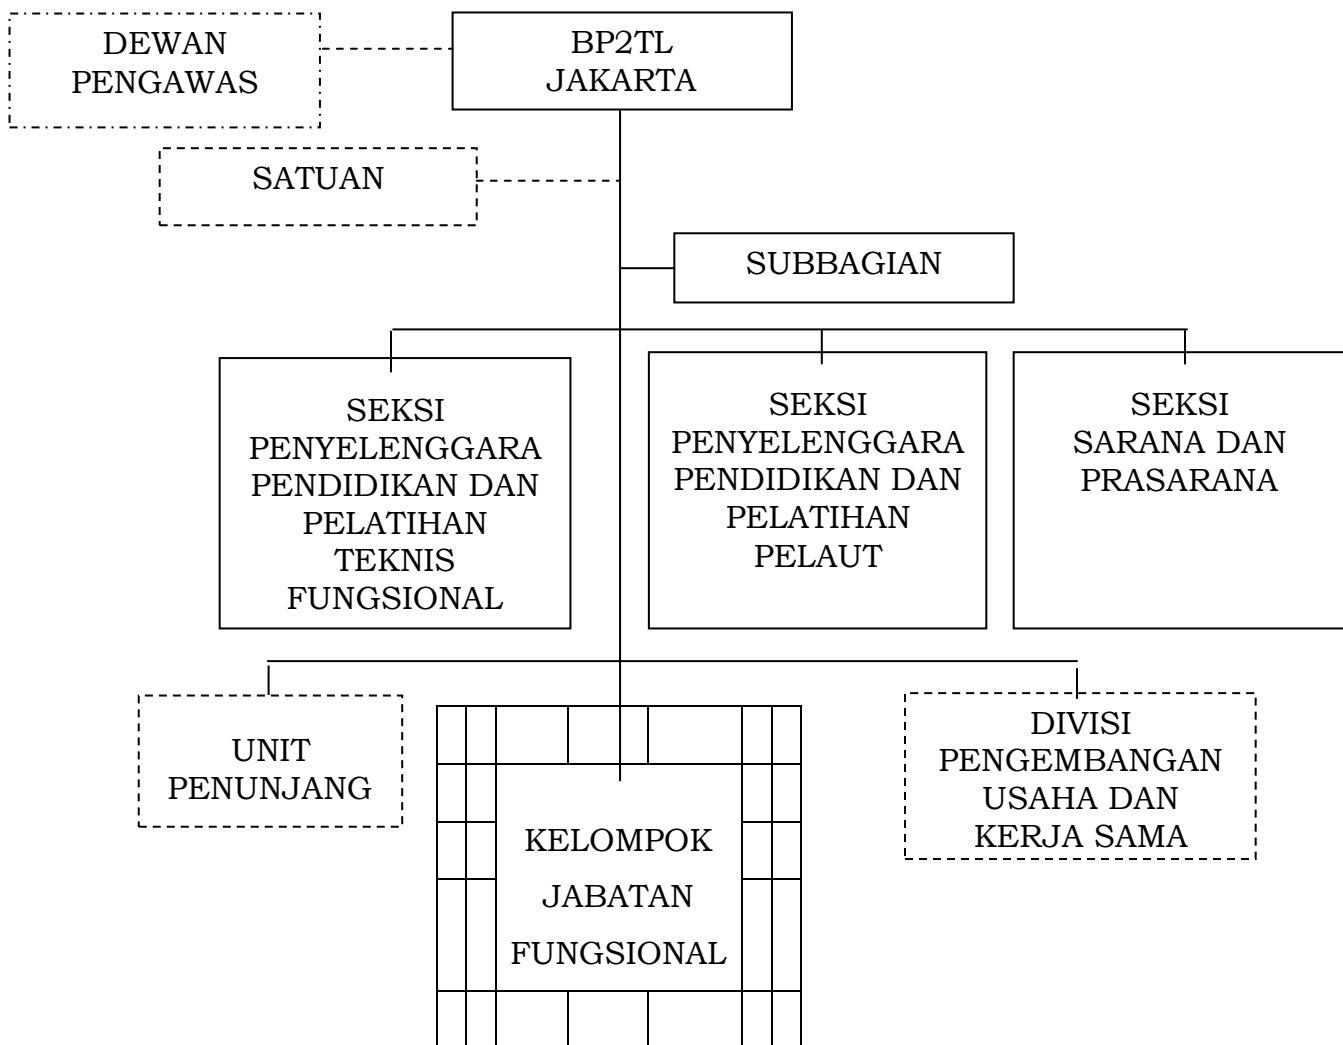 DEWAN
PENGAWAS
BP2TL
JAKARTA
SATUAN
SUBBAGIAN
SEKSI
PENYELENGGARA
PENDIDIKAN DAN
PELATIHAN
TEKNIS
FUNGSIONAL
SEKSI
PENYELENGGARA
PENDIDIKAN DAN
PELATIHAN
PELAUT
SEKSI
SARANA DAN
PRASARANA
UNIT
PENUNJANG
KELOMPOK
JABATAN
FUNGSIONAL
DIVISI
PENGEMBANGAN
USAHA DAN
KERJA SAMA